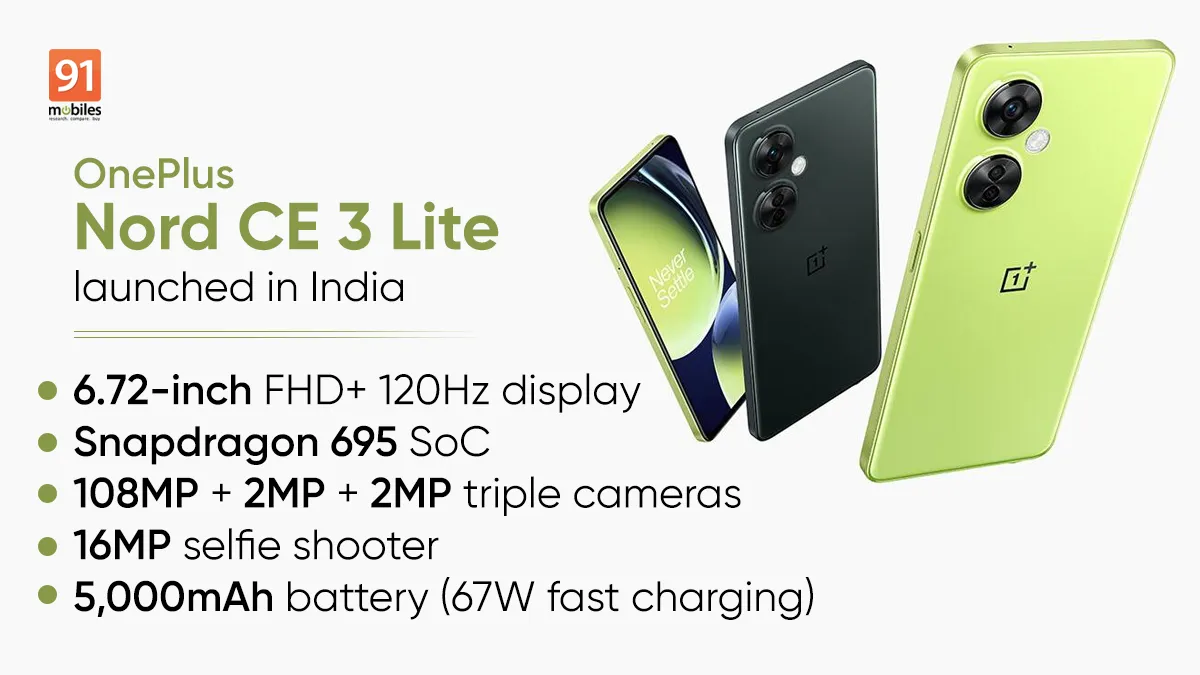 91
mobiles
research. compare. buy
OnePlus
Nord CE 3 Lite
launched in India
Never
Settle
6.72-inch FHD+ 120Hz display
Snapdragon 695 SoC
108MP + 2MP + 2MP triple cameras
16MP selfie shooter
5,000mAh battery (67W fast charging)